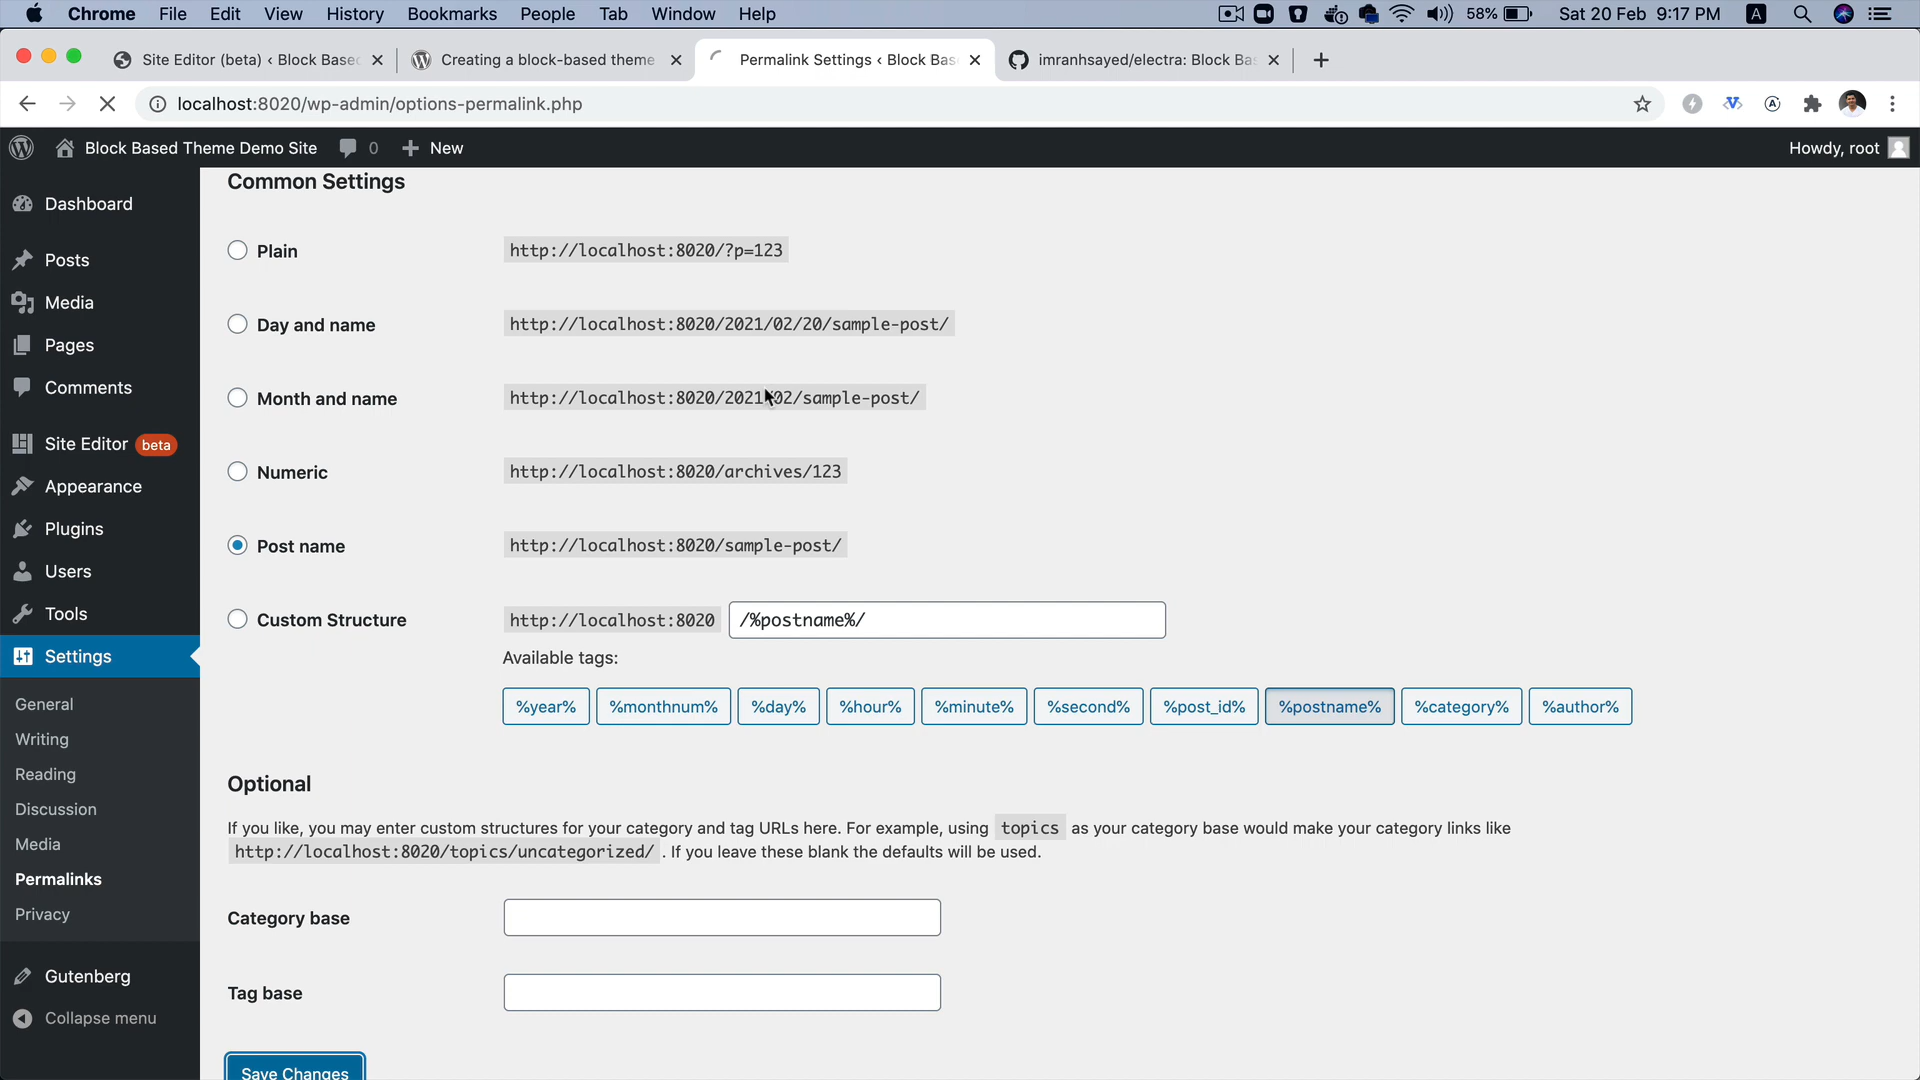 Chrome File Edit View History Bookmarks People Tab Window Help 58% Sat 20 Feb 9:17 PM A
Site Editor (beta) ‹ Block Based
Creating a block-based theme
Permalink Settings ‹ Block Bas
imranhsayed/electra: Block Ba
localhost:8020/wp-admin/options-permalink.php
Block Based Theme Demo Site 0 New Howdy, root
Dashboard
Posts
Media
Pages
Comments
Site Editor beta
Appearance
Plugins
Users
Tools
Settings
General
Writing
Reading
Discussion
Media
Permalinks
Privacy
Gutenberg
Collapse menu
Common Settings
Plain http://localhost:8020/?p=123
Day and name http://localhost:8020/2021/02/20/sample-post/
Month and name http://localhost:8020/2021/02/sample-post/
Numeric http://localhost:8020/archives/123
Post name http://localhost:8020/sample-post/
Custom Structure http://localhost:8020 /%postname%/
Available tags:
%year% %monthnum% %day% %hour% %minute% %second% %post_id% %postname% %category% %author%
Optional
If you like, you may enter custom structures for your category and tag URLs here. For example, using topics as your category base would make your category links like
http://localhost:8020/topics/uncategorized/ . If you leave these blank the defaults will be used.
Category base
Tag base
Save Changes